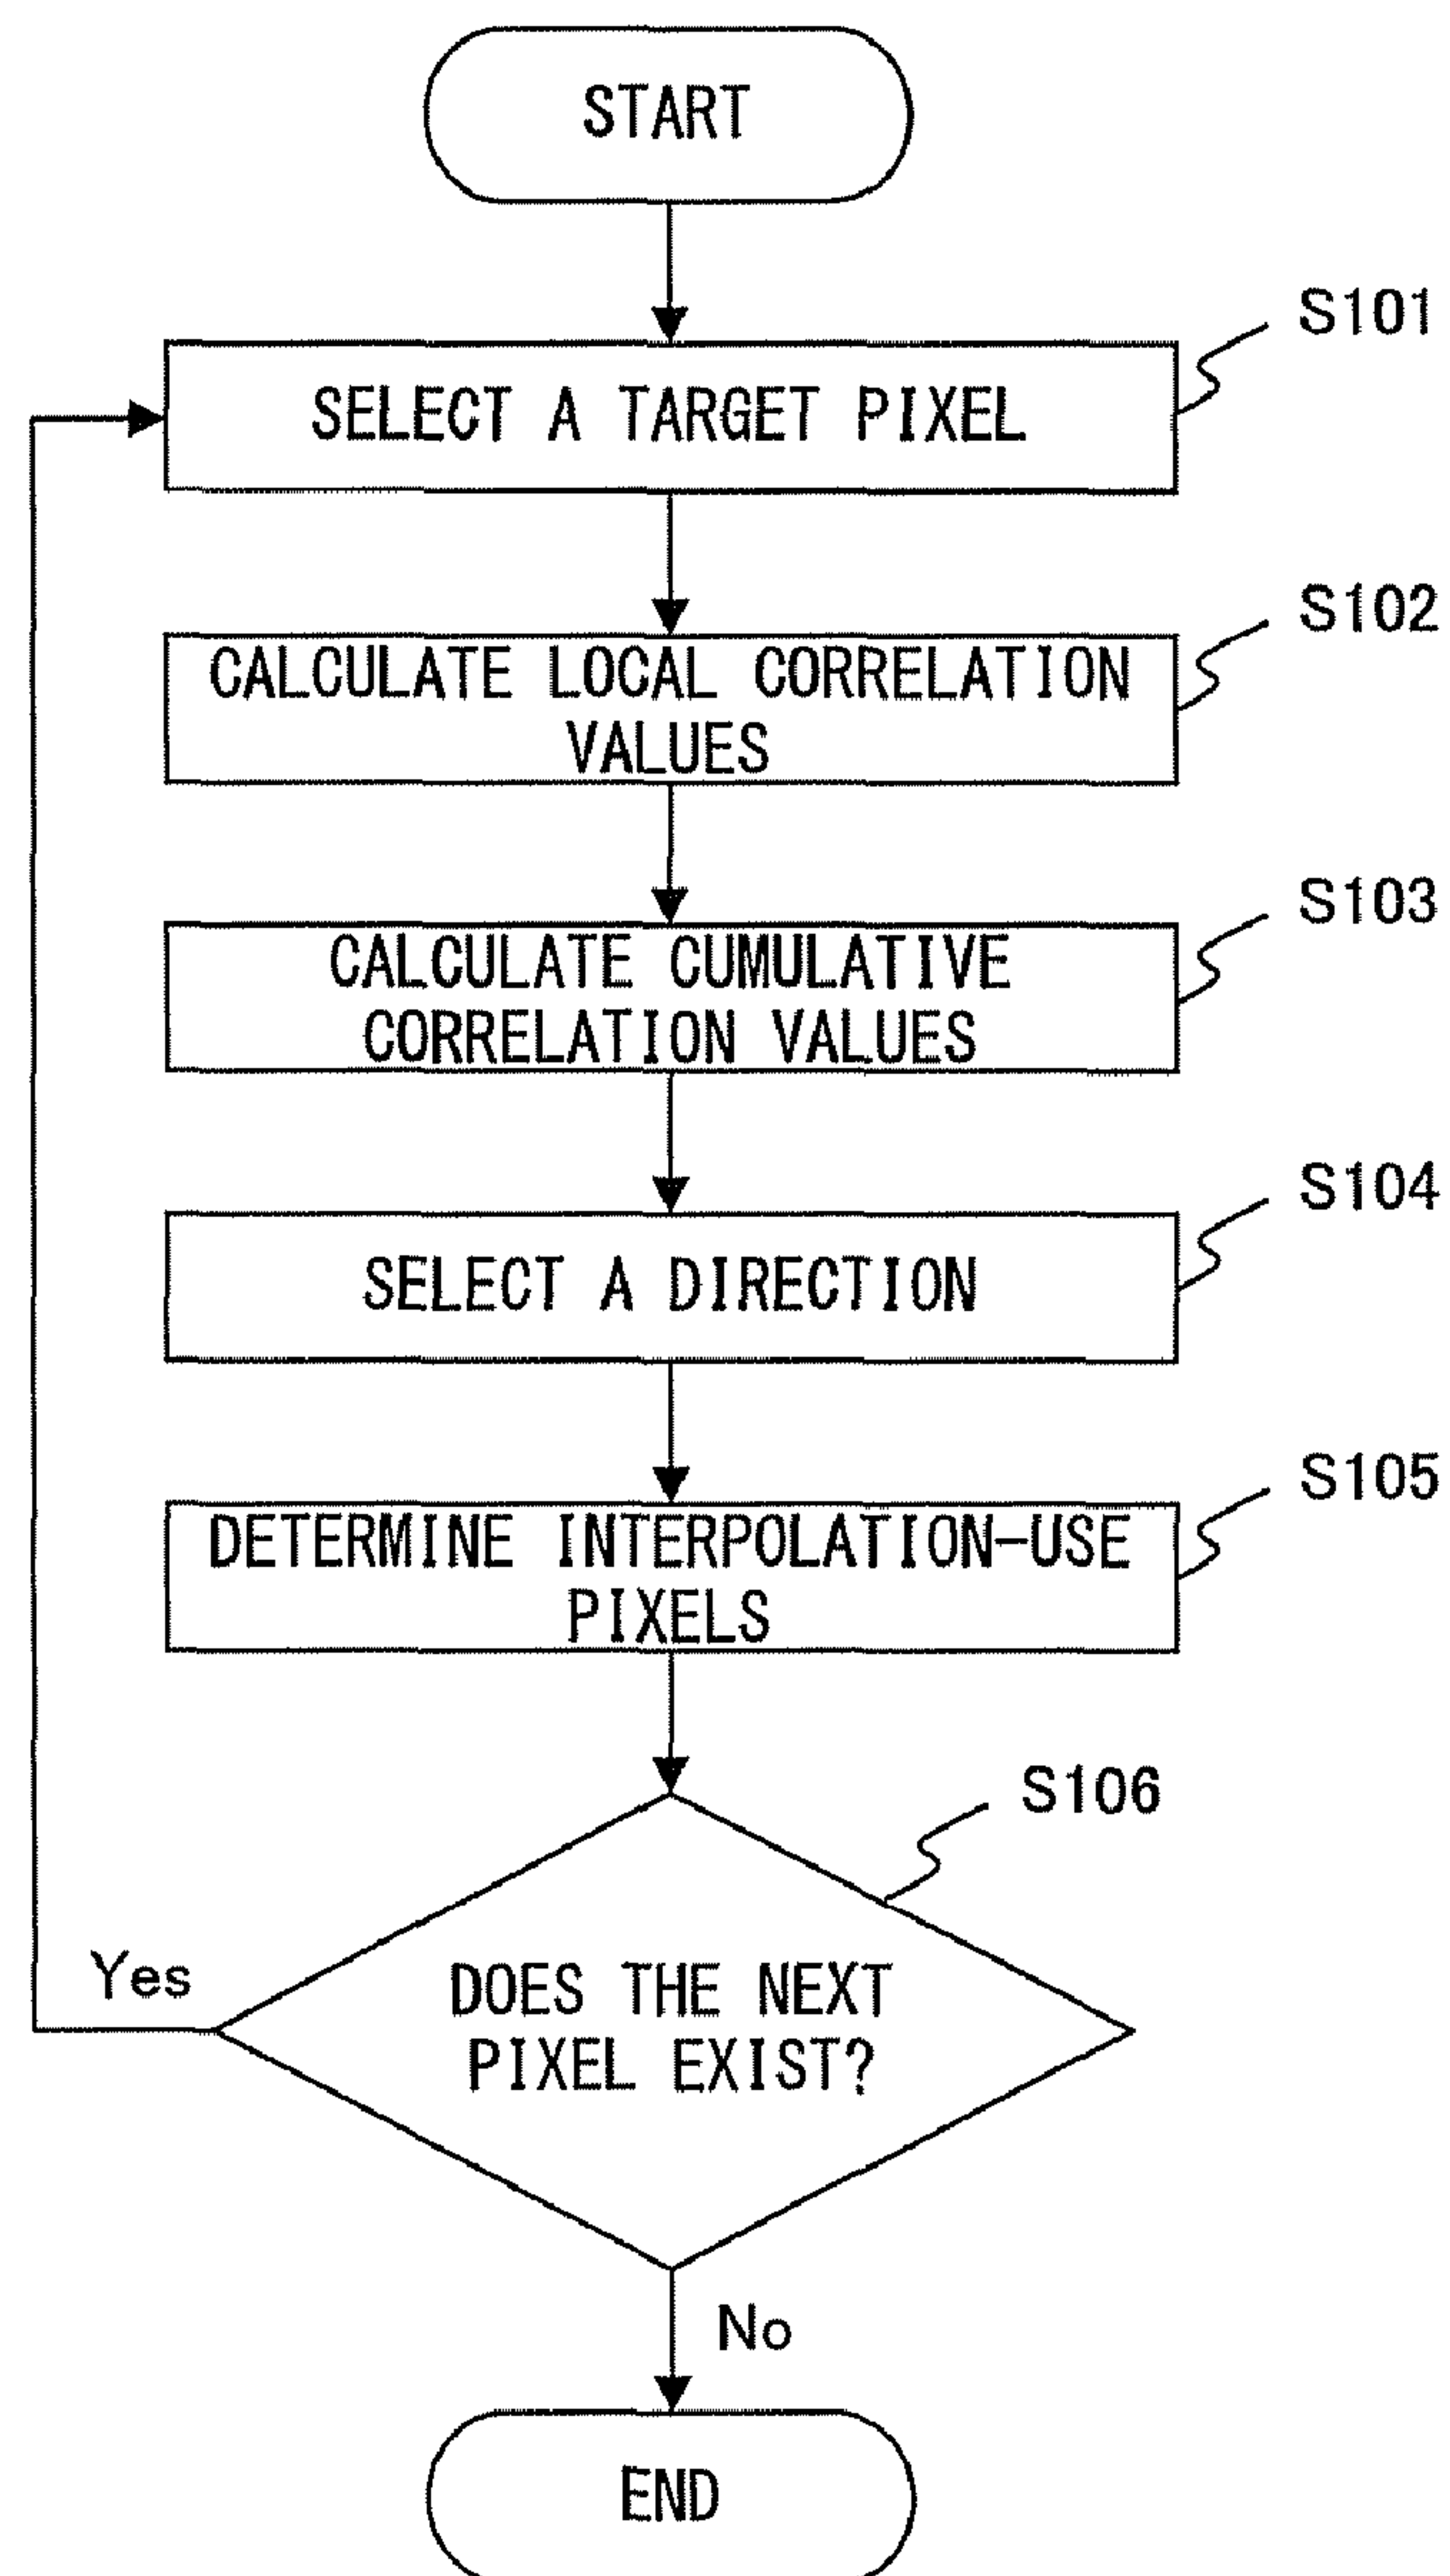 START
S101
SELECT A TARGET PIXEL
S102
CALCULATE LOCAL CORRELATION
VALUES
S103
CALCULATE CUMULATIVE
CORRELATION VALUES
S104
SELECT A DIRECTION
S105
DETERMINE INTERPOLATION-USE
PIXELS
S106
Yes
DOES THE NEXT
PIXEL EXIST?
No
END